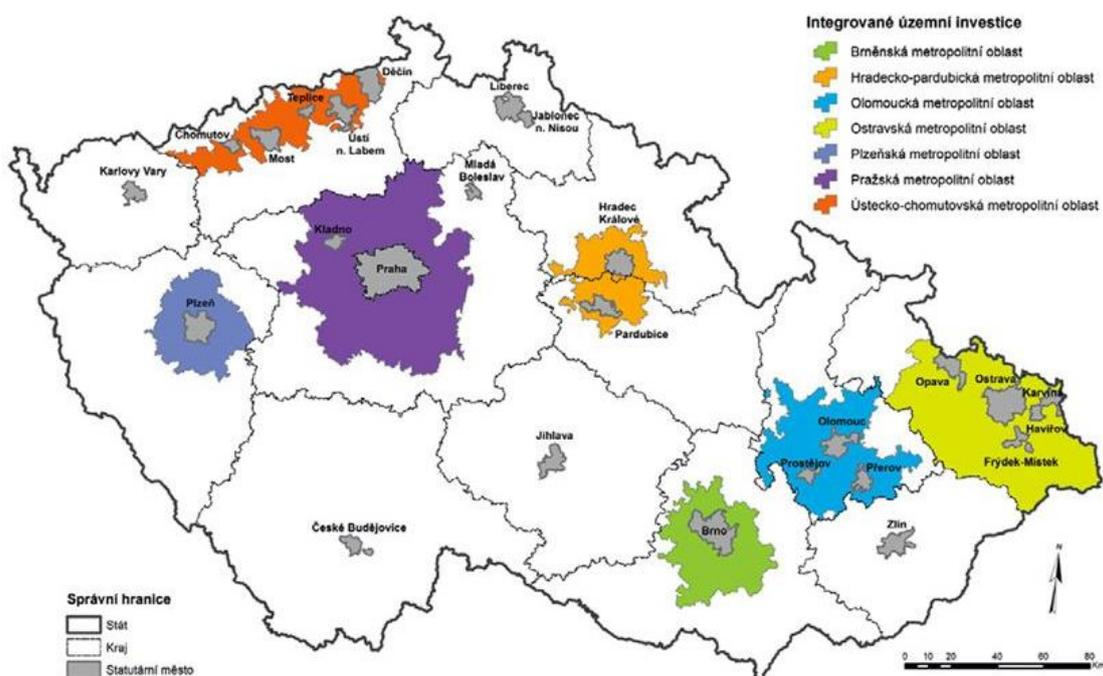 Integrované územní investice
Brněnská metropolitní oblast
Hradecko-pardubická metropolitní oblast
Olomoucká metropolitní oblast
Ostravská metropolitní oblast
Plzeňská metropolitní oblast
Pražská metropolitní oblast
Ústecko-chomutovská metropolitní oblast
Děčín
Teplice
Liberec
Jablonec
n. Nisou
Chomutov
Ústí
n. Labem
Most
Karlovy Vary
Mladá
Boleslav
Hradec
Králové
Kladno
Praha
Plzeň
Pardubice
Opava
Ostrava
Karviná
Havířov
Frýdek-Místek
Olomouc
Prostějov
Přerov
Jihlava
Brno
Zlín
České Budějovice
N
Správní hranice
Stát
Kraj
Statutární město
0 10 20 40 60 80
Km